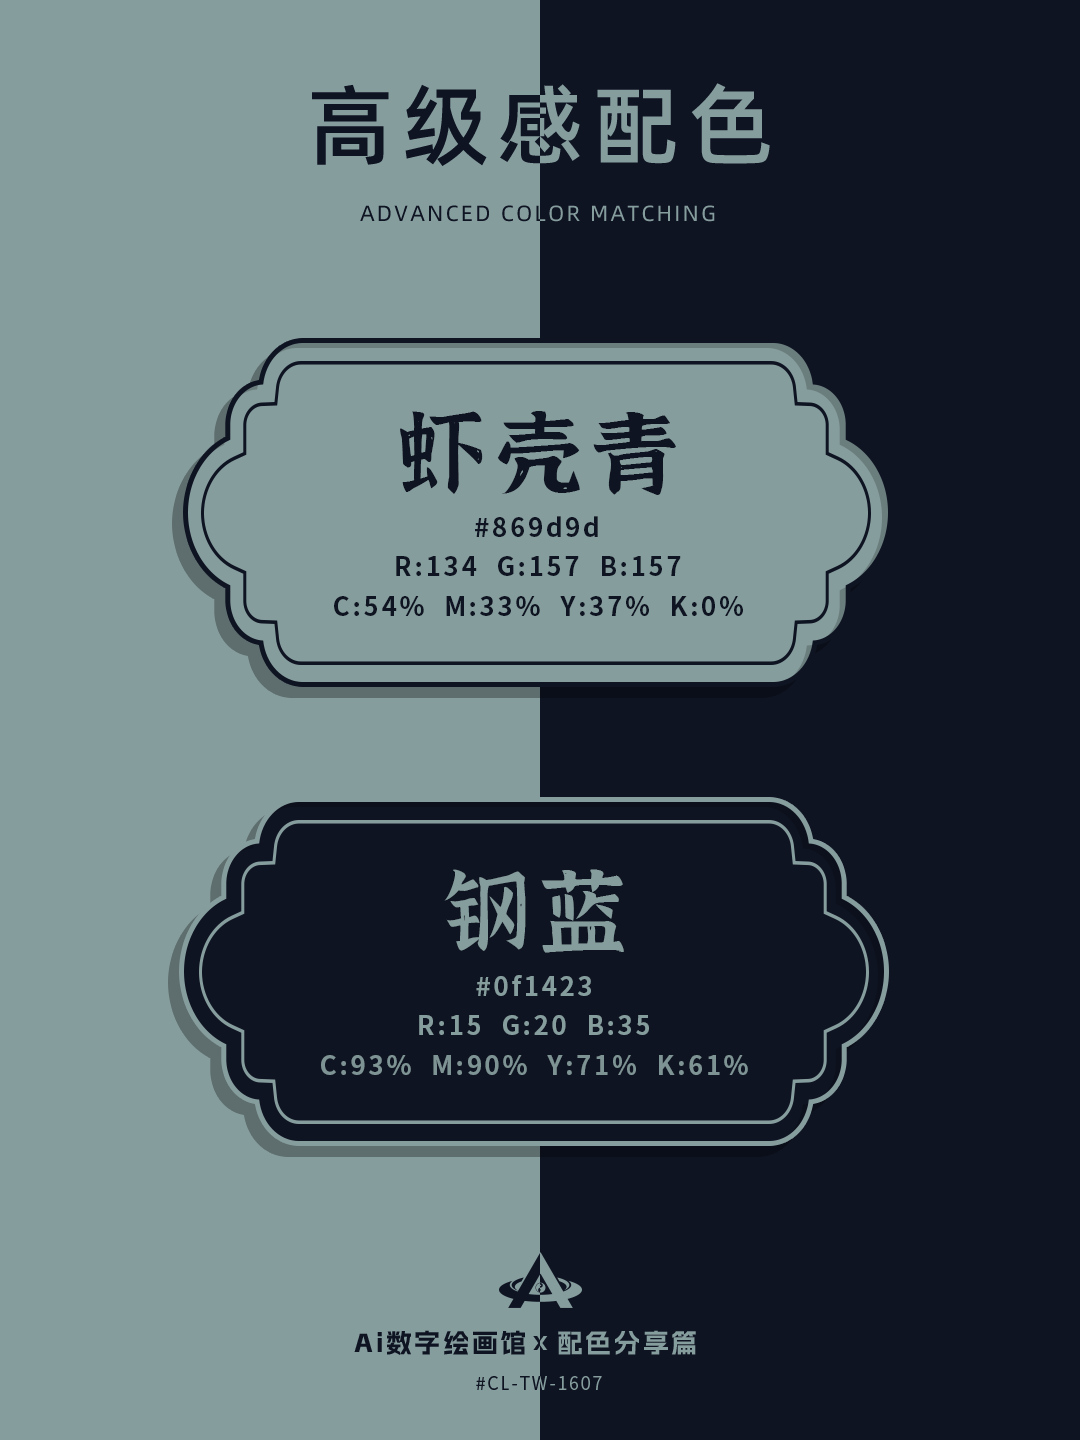 高级感配色
ADVANCED COLOR MATCHING
虾壳青
#869d9d
R:134 G:157 B:157
C:54% M:33% Y:37% K:0%
钢蓝
#0f1423
R:15 G:20 B:35
C:93% M:90% Y:71% K:61%
Ai数字绘画馆 x 配色分享篇
#CL-TW-1607